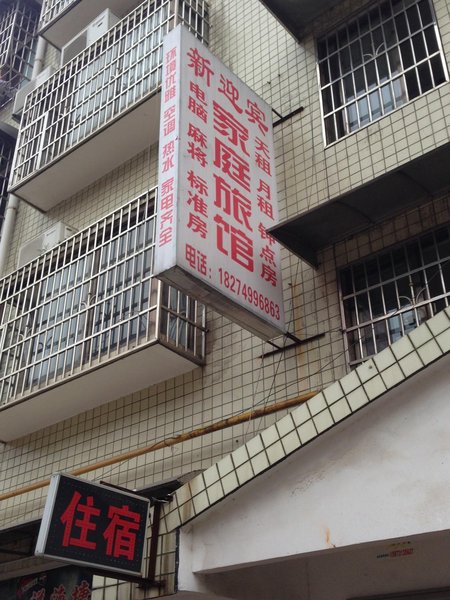 新迎宾
家庭旅馆
天租 月租 钟点房
电脑 麻将 标准房
电话:18274996863
环境优雅 空调 热水 家电齐全
住宿